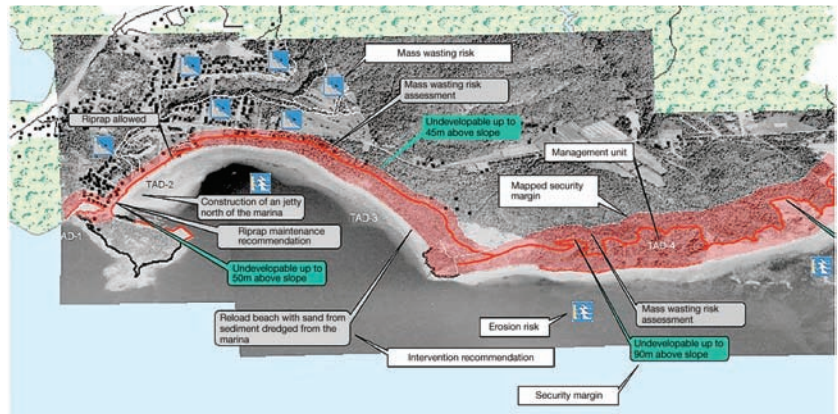 Mass wasting risk
Mass wasting risk
assessment
Riprap allowed
Undevelopable up to
45m above slope
Management unit
Mapped security
margin
TAD-2
Construction of an jetty
north of the marina
TAD-3
AD-1
Riprap maintenance
recommendation
TAD-4
Undevelopable up to
50m above slope
Reload beach with sand from
sediment dredged from the
marina
Mass wasting risk
assessment
Erosion risk
Undevelopable up to
90m above slope
Intervention recommendation
Security margin